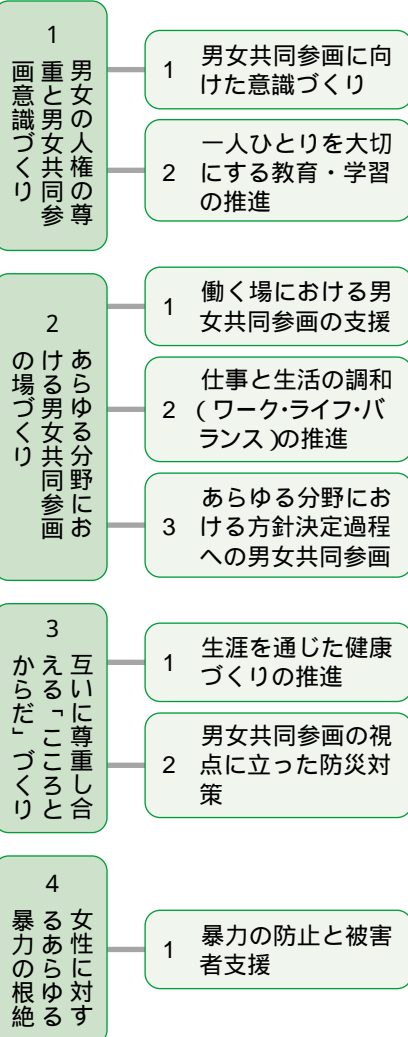 1
男女の人権の尊
重と男女共同参
画意識づくり
1
男女共同参画に向
けた意識づくり
2
一人ひとりを大切
にする教育・学習
の推進
2
あらゆる分野にお
ける男女共同参画
の場づくり
1
働く場における男
女共同参画の支援
2
仕事と生活の調和
(ワーク・ライフ・バ
ランス)の推進
3
あらゆる分野にお
ける方針決定過程
への男女共同参画
3
互いに尊重し合
える「こころと
からだ」づくり
1
生涯を通じた健康
づくりの推進
2
男女共同参画の視
点に立った防災対
策
4
女性に対す
るあらゆる
暴力の根絶
1
暴力の防止と被害
者支援